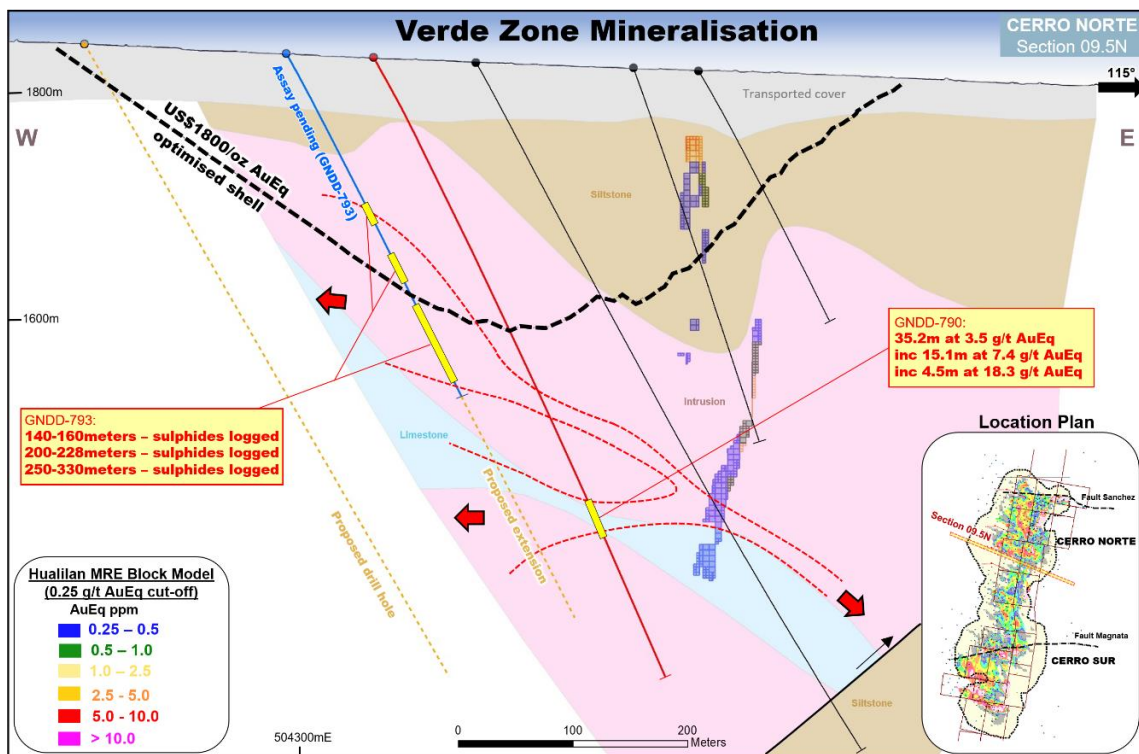 Verde Zone Mineralisation
CERRO NORTE
Section 09.5N
115°
1800m
Transported cover
W
E
US$1800/oz AuEq
optimised shell
Assay pending (GNDD-793)
Siltstone
1600m
GNDD-790:
35.2m at 3.5 g/t AuEq
inc 15.1m at 7.4 g/t AuEq
inc 4.5m at 18.3 g/t AuEq
Intrusion
GNDD-793:
140-160meters – sulphides logged
200-228meters – sulphides logged
250-330meters – sulphides logged
Limestone
Proposed extension
Proposed drill hole
Location Plan
Fault Sanchez
Section 09.5N
CERRO NORTE
Fault Magnata
CERRO SUR
Hualilan MRE Block Model
(0.25 g/t AuEq cut-off)
AuEq ppm
0.25 – 0.5
0.5 – 1.0
1.0 – 2.5
2.5 - 5.0
5.0 - 10.0
> 10.0
Siltstone
504300mE
0 100 200
Meters